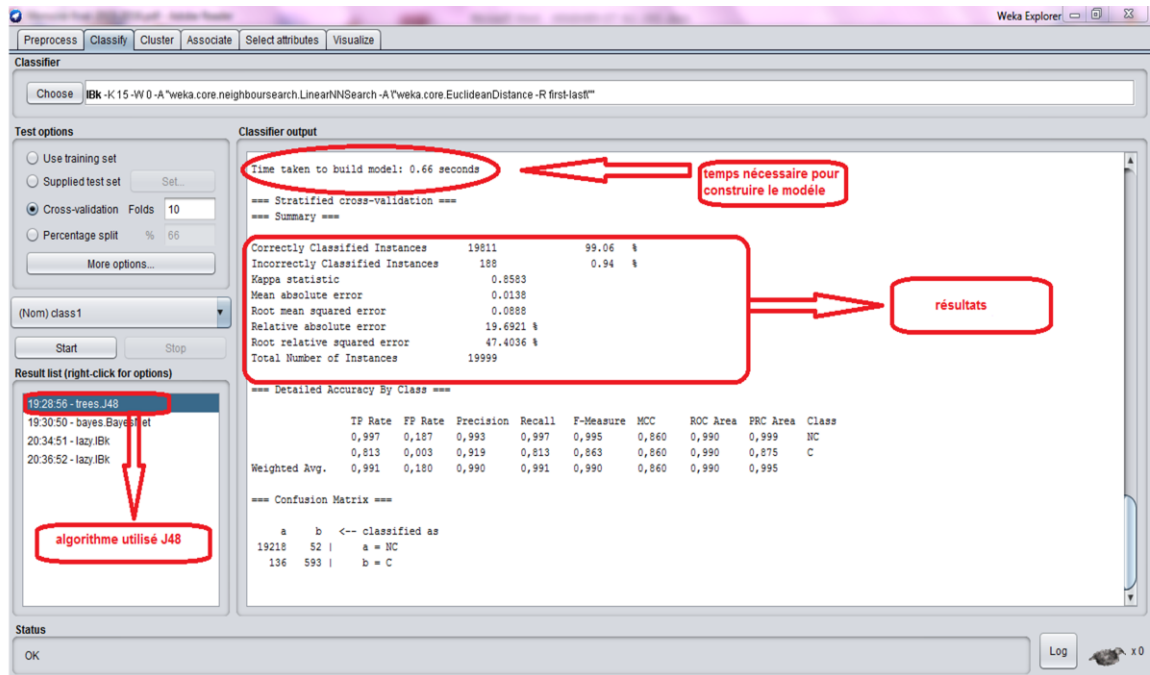 Weka Explorer
Preprocess Classify Cluster Associate Select attributes Visualize
Classifier
Choose IBk -K 15 -W 0 -A "weka.core.neighboursearch.LinearNNSearch -A \"weka.core.EuclideanDistance -R first-last\""
Test options
Use training set
Supplied test set Set...
Cross-validation Folds 10
Percentage split % 66
More options...
(Nom) class1
Start Stop
Result list (right-click for options)
19:28:56 - trees.J48
19:30:50 - bayes.BayesNet
20:34:51 - lazy.IBk
20:36:52 - lazy.IBk
algorithme utilisé J48
Classifier output
Time taken to build model: 0.66 seconds
temps nécessaire pour
construire le modéle
=== Stratified cross-validation ===
=== Summary ===
Correctly Classified Instances 19811 99.06 %
Incorrectly Classified Instances 188 0.94 %
Kappa statistic 0.8583
Mean absolute error 0.0138
Root mean squared error 0.0888
Relative absolute error 19.6921 %
Root relative squared error 47.4036 %
Total Number of Instances 19999
résultats
=== Detailed Accuracy By Class ===
TP Rate FP Rate Precision Recall F-Measure MCC ROC Area PRC Area Class
0,997 0,187 0,993 0,997 0,995 0,860 0,990 0,999 NC
0,813 0,003 0,919 0,813 0,863 0,860 0,990 0,875 C
Weighted Avg. 0,991 0,180 0,990 0,991 0,990 0,860 0,990 0,995
=== Confusion Matrix ===
a b <-- classified as
19218 52 | a = NC
136 593 | b = C
Status
OK
Log
x 0